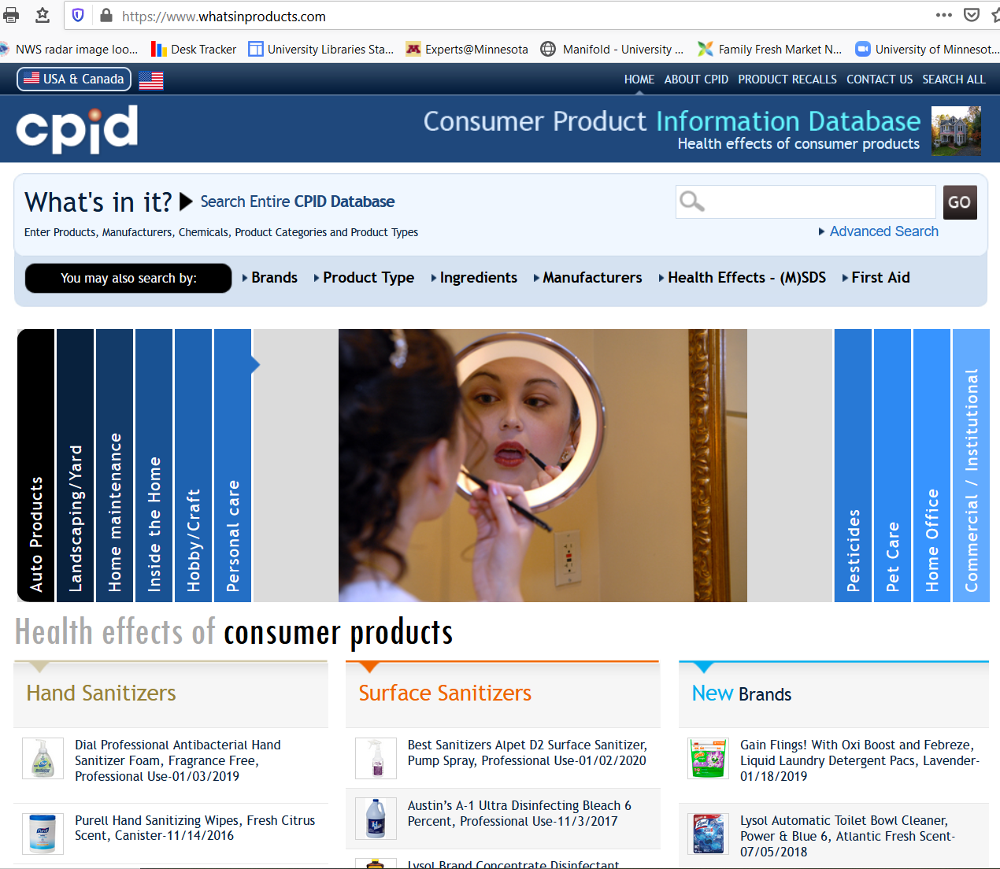 https://www.whatsinproducts.com
NWS radar image loo... Desk Tracker University Libraries Sta... Experts@Minnesota Manifold - University ... Family Fresh Market N... University of Minnesot...
USA & Canada HOME ABOUT CPID PRODUCT RECALLS CONTACT US SEARCH ALL
cpid
Consumer Product Information Database
Health effects of consumer products
What's in it? Search Entire CPID Database
GO
Enter Products, Manufacturers, Chemicals, Product Categories and Product Types
Advanced Search
You may also search by: Brands Product Type Ingredients Manufacturers Health Effects - (M)SDS First Aid
Auto Products
Landscaping/Yard
Home maintenance
Inside the Home
Hobby/Craft
Personal care
Pesticides
Pet Care
Home Office
Commercial / Institutional
Health effects of consumer products
Hand Sanitizers
Dial Professional Antibacterial Hand
Sanitizer Foam, Fragrance Free,
Professional Use-01/03/2019
Purell Hand Sanitizing Wipes, Fresh Citrus
Scent, Canister-11/14/2016
Surface Sanitizers
Best Sanitizers Alpet D2 Surface Sanitizer,
Pump Spray, Professional Use-01/02/2020
Austin’s A-1 Ultra Disinfecting Bleach 6
Percent, Professional Use-11/3/2017
Lysol Brand Concentrate Disinfectant
New Brands
Gain Flings! With Oxi Boost and Febreze,
Liquid Laundry Detergent Pacs, Lavender-
01/18/2019
Lysol Automatic Toilet Bowl Cleaner,
Power & Blue 6, Atlantic Fresh Scent-
07/05/2018